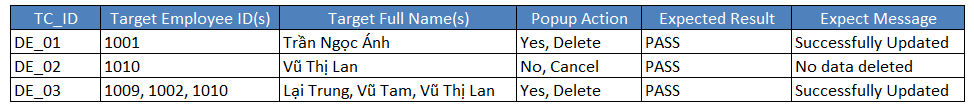 TC_ID Target Employee ID(s) Target Full Name(s) Popup Action Expected Result Expect Message
DE_01 1001 Trần Ngọc Ánh Yes, Delete PASS Successfully Updated
DE_02 1010 Vũ Thị Lan No, Cancel PASS No data deleted
DE_03 1009, 1002, 1010 Lại Trung, Vũ Tam, Vũ Thị Lan Yes, Delete PASS Successfully Updated